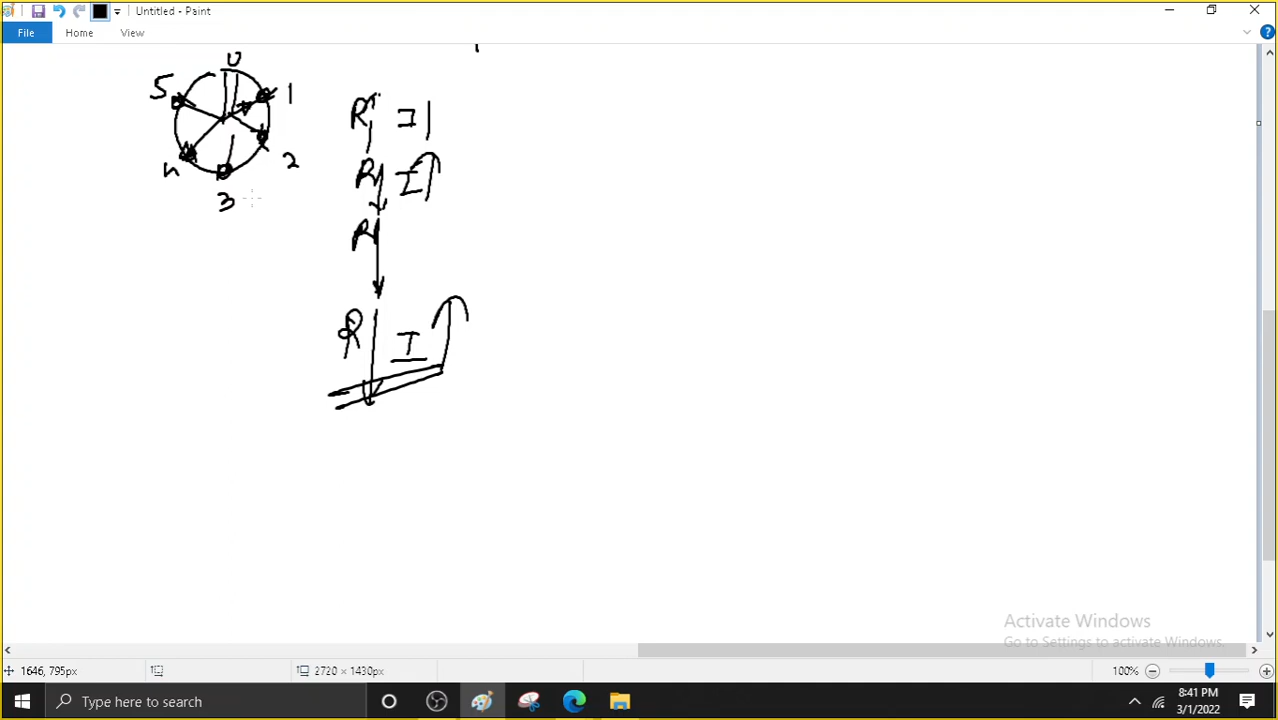 Untitled - Paint
File Home View
0
5
1
4
2
3
R I
R I
R
R I
Activate Windows
Go to Settings to activate Windows.
1646, 795px
2720 × 1430px
100%
Type here to search
8:41 PM
3/1/2022